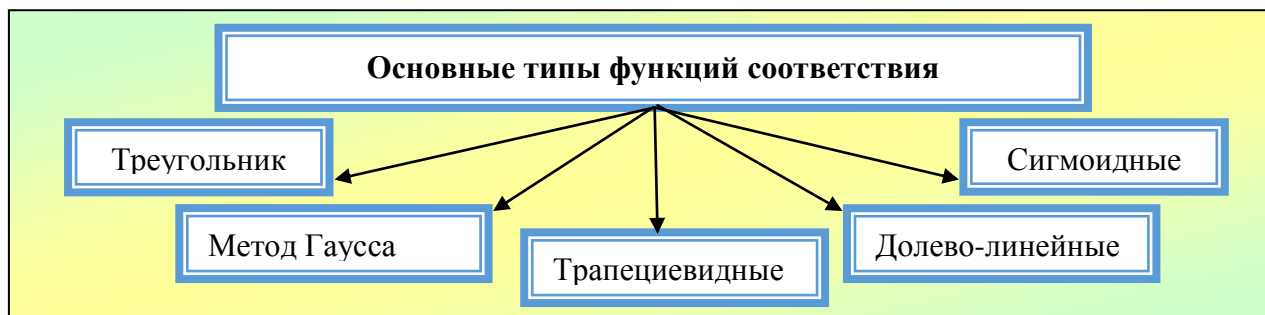 Основные типы функций соответствия
Треугольник
Сигмоидные
Метод Гаусса
Трапециевидные
Долево-линейные